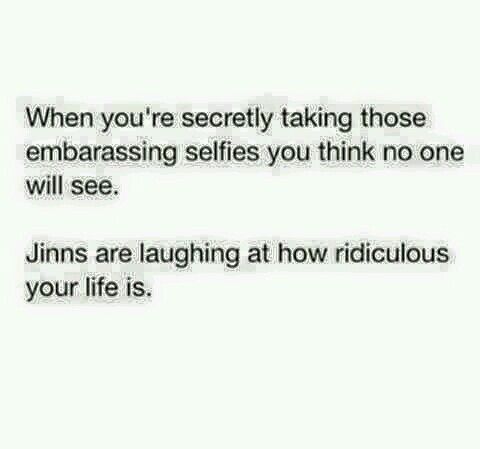 When you're secretly taking those
embarassing selfies you think no one
will see.
Jinns are laughing at how ridiculous
your life is.